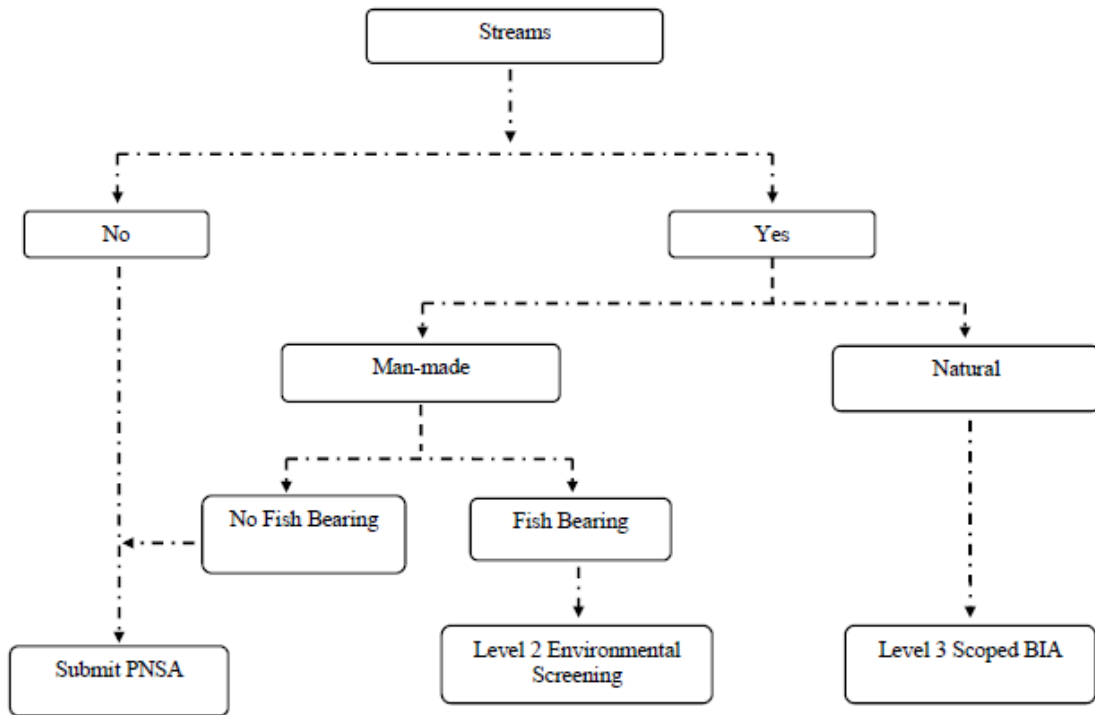 Streams
No
Yes
Man-made
Natural
No Fish Bearing
Fish Bearing
Submit PNSA
Level 2 Environmental
Screening
Level 3 Scoped BIA